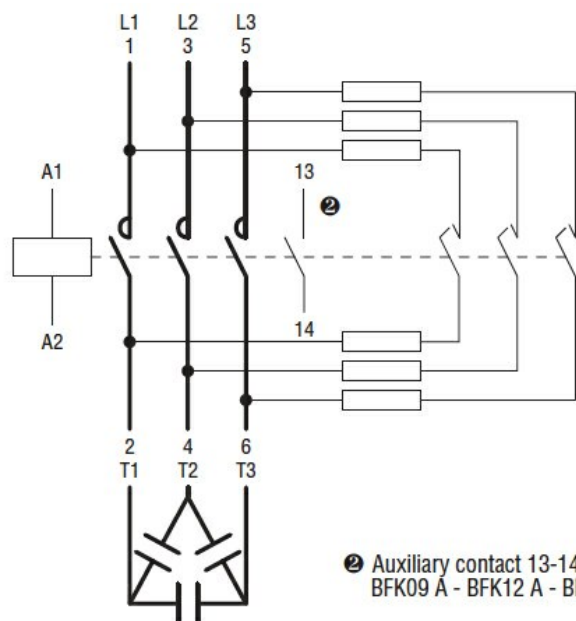 L1 L2 L3
1 3 5
A1
13
❷
A2
14
2 4 6
T1 T2 T3
❷ Auxiliary contact 13-14
BFK09 A - BFK12 A -